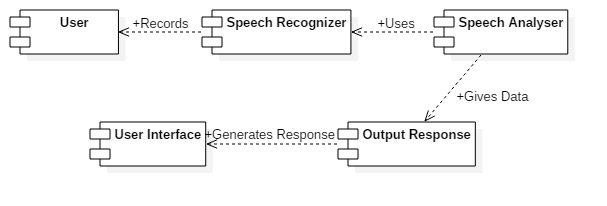 User
+Records
Speech Recognizer
+Uses
Speech Analyser
+Gives Data
User Interface
+Generates Response
Output Response